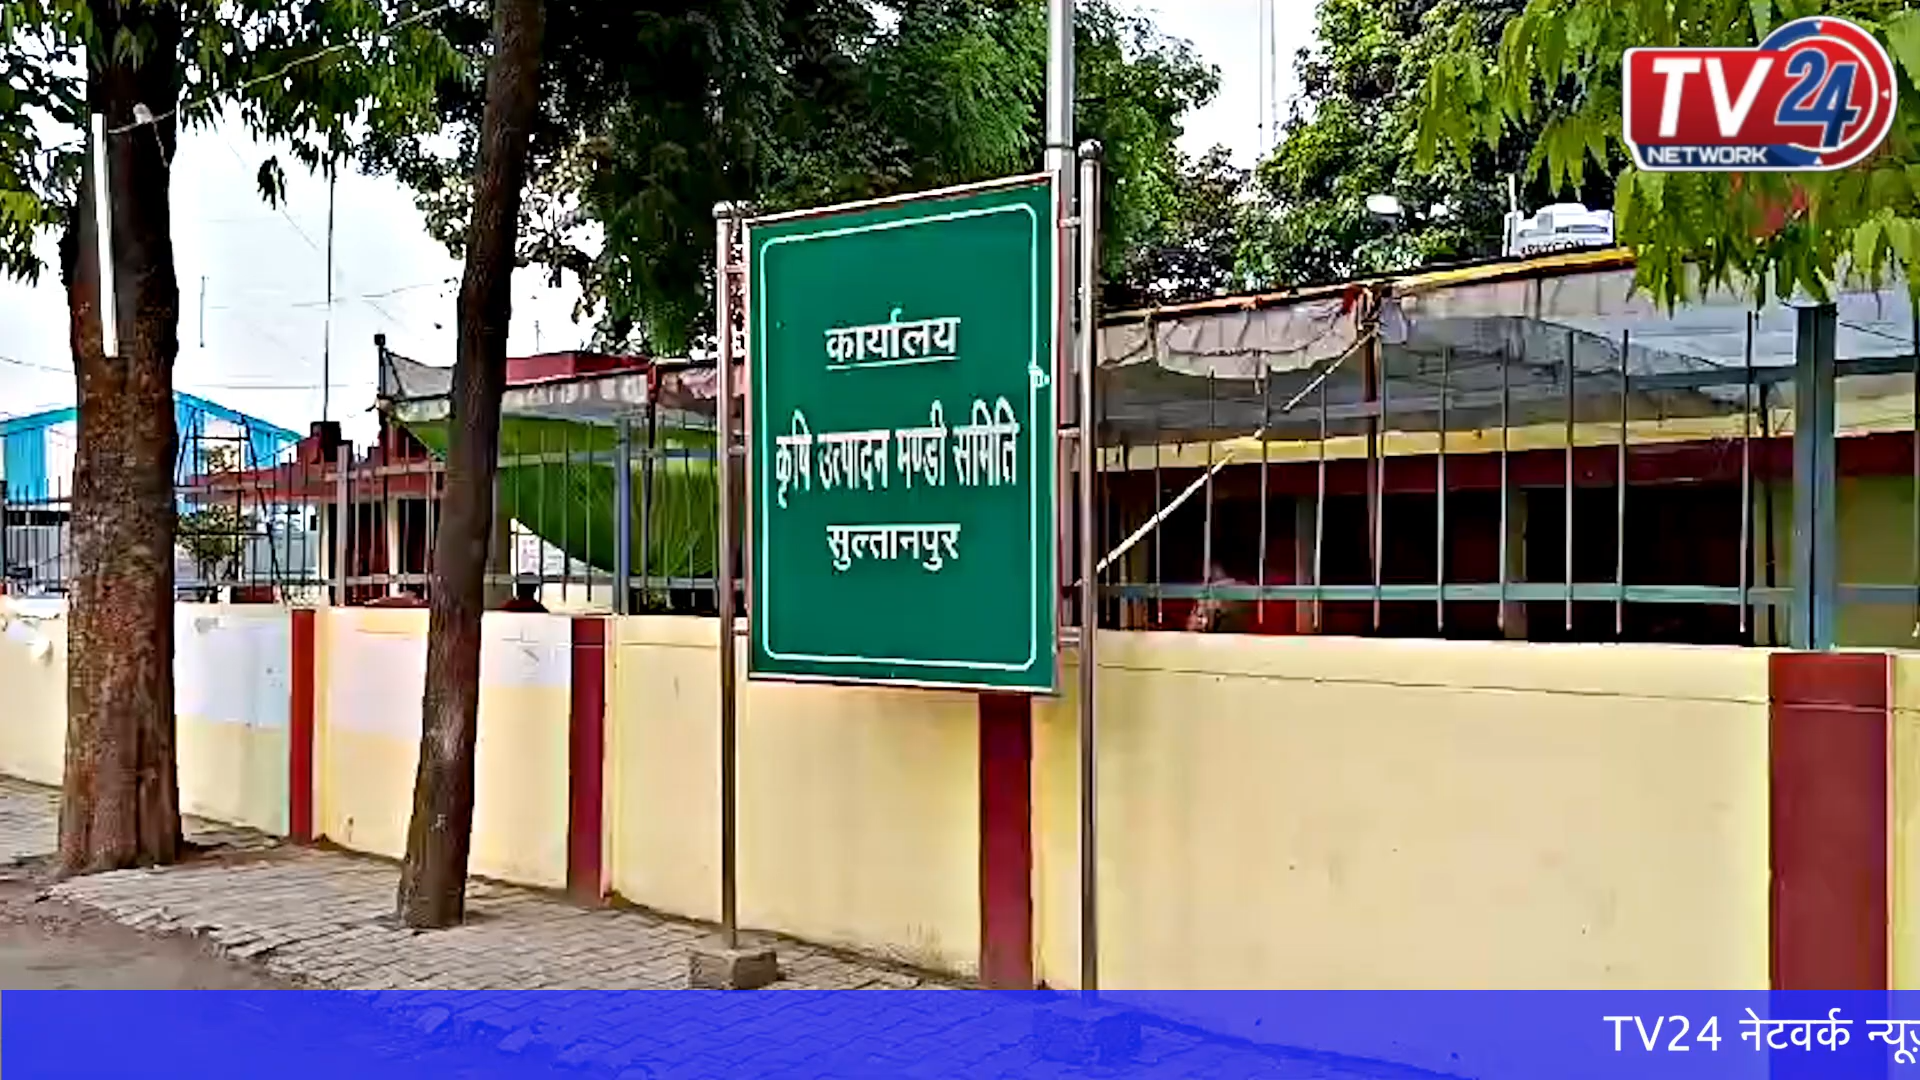 TV24
NETWORK
कार्यालय
कृषि उत्पादन मण्डी समिति
सुल्तानपुर
TV24 नेटवर्क न्यूज़